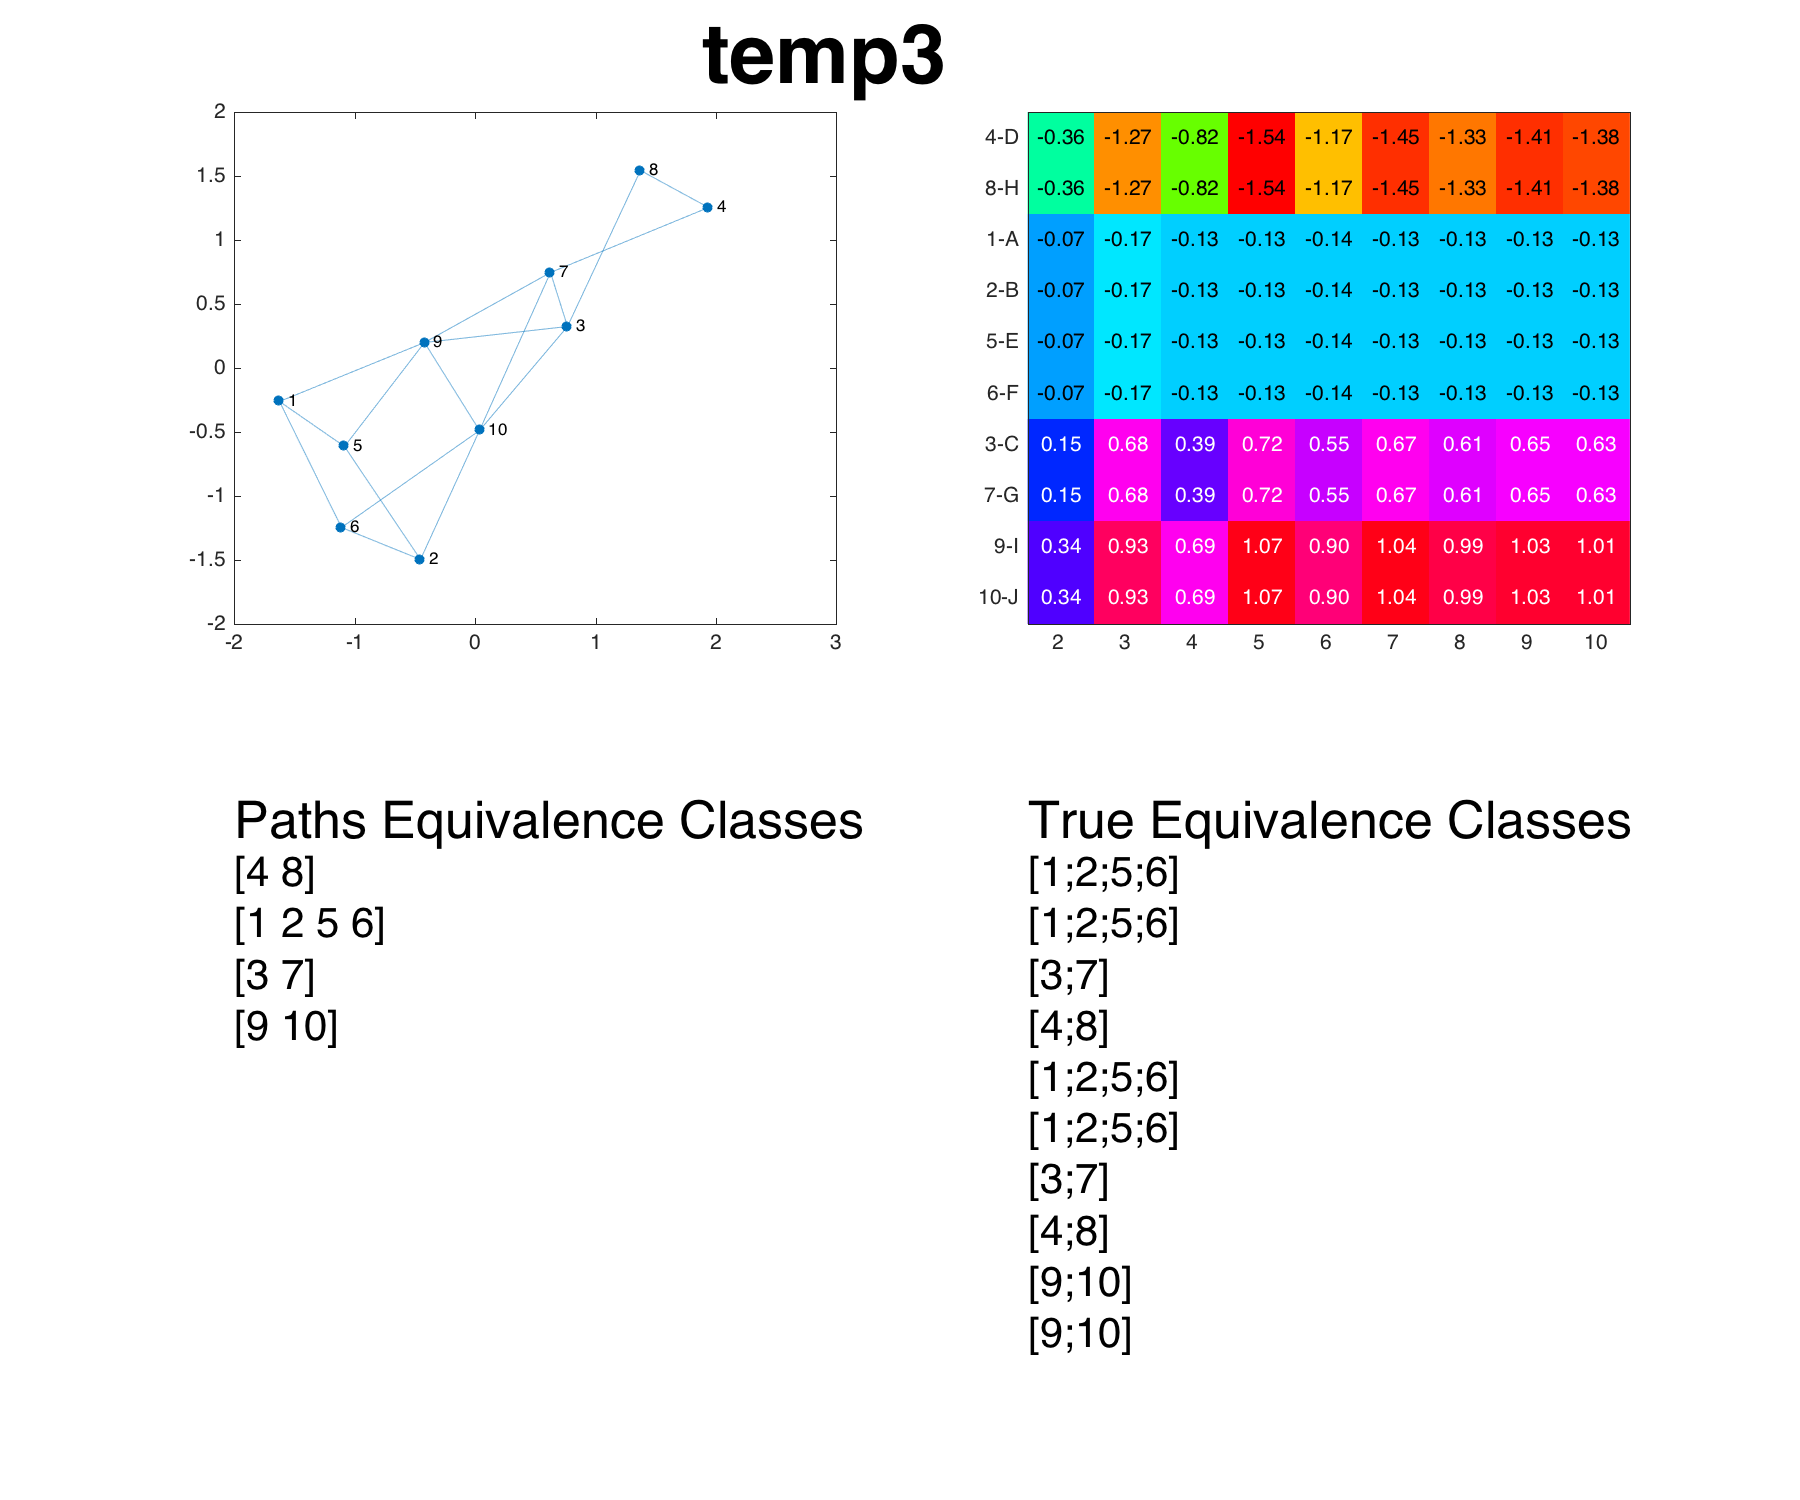 temp3
2
1.5
1
0.5
0
-0.5
-1
-1.5
-2
-2 -1 0 1 2 3
8
4
7
3
9
1
10
5
6
2
4-D -0.36 -1.27 -0.82 -1.54 -1.17 -1.45 -1.33 -1.41 -1.38
8-H -0.36 -1.27 -0.82 -1.54 -1.17 -1.45 -1.33 -1.41 -1.38
1-A -0.07 -0.17 -0.13 -0.13 -0.14 -0.13 -0.13 -0.13 -0.13
2-B -0.07 -0.17 -0.13 -0.13 -0.14 -0.13 -0.13 -0.13 -0.13
5-E -0.07 -0.17 -0.13 -0.13 -0.14 -0.13 -0.13 -0.13 -0.13
6-F -0.07 -0.17 -0.13 -0.13 -0.14 -0.13 -0.13 -0.13 -0.13
3-C 0.15 0.68 0.39 0.72 0.55 0.67 0.61 0.65 0.63
7-G 0.15 0.68 0.39 0.72 0.55 0.67 0.61 0.65 0.63
9-I 0.34 0.93 0.69 1.07 0.90 1.04 0.99 1.03 1.01
10-J 0.34 0.93 0.69 1.07 0.90 1.04 0.99 1.03 1.01
2 3 4 5 6 7 8 9 10
Paths Equivalence Classes
[4 8]
[1 2 5 6]
[3 7]
[9 10]
True Equivalence Classes
[1;2;5;6]
[1;2;5;6]
[3;7]
[4;8]
[1;2;5;6]
[1;2;5;6]
[3;7]
[4;8]
[9;10]
[9;10]